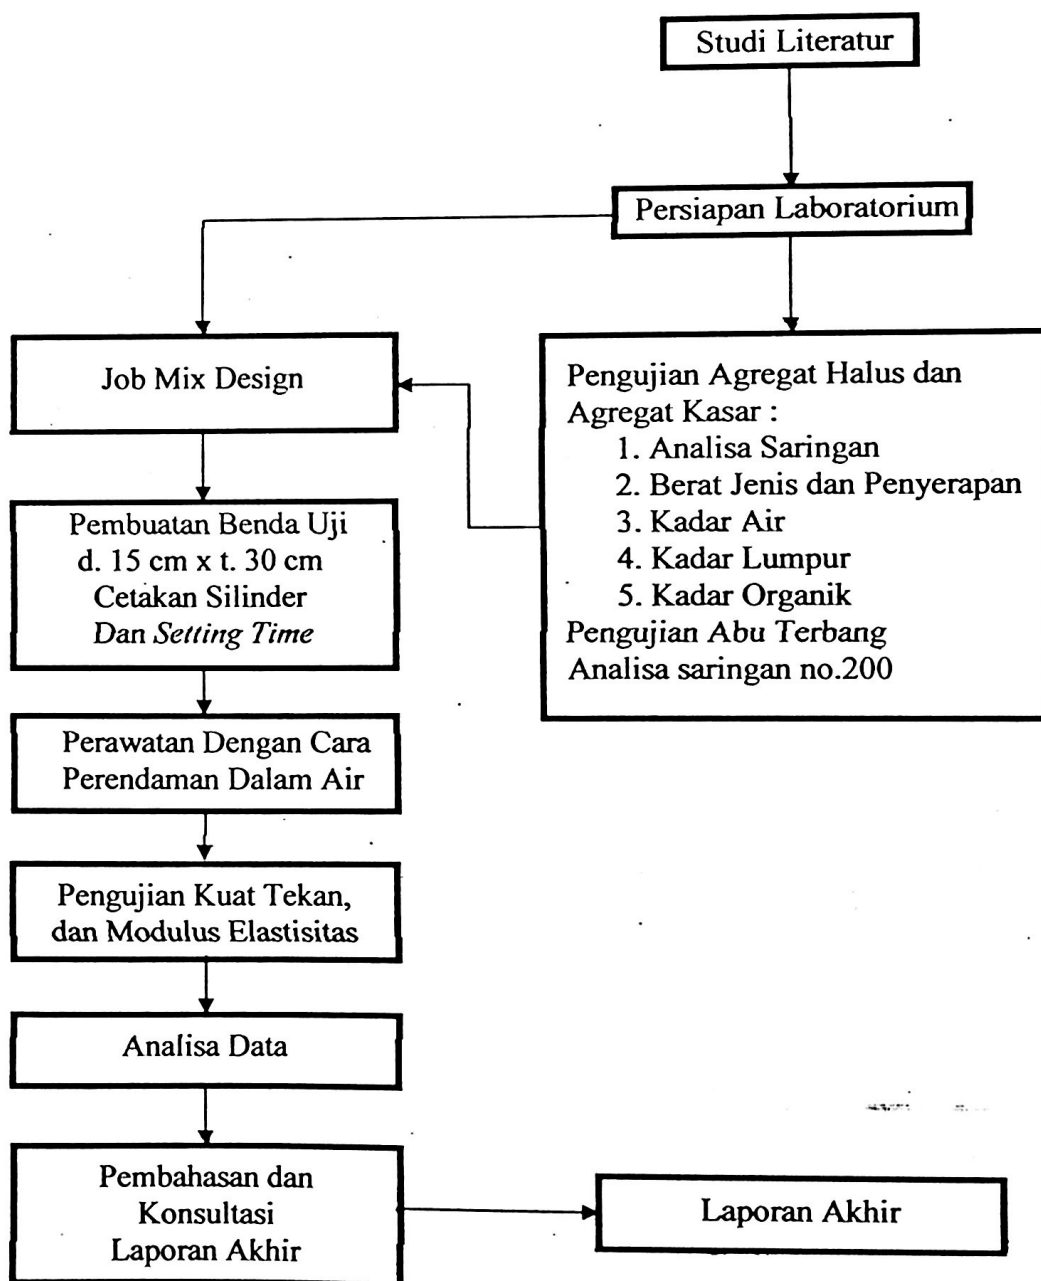 Studi Literatur
Persiapan Laboratorium
Job Mix Design
Pengujian Agregat Halus dan
Agregat Kasar :
1. Analisa Saringan
2. Berat Jenis dan Penyerapan
3. Kadar Air
4. Kadar Lumpur
5. Kadar Organik
Pengujian Abu Terbang
Analisa saringan no.200
Pembuatan Benda Uji
d. 15 cm x t. 30 cm
Cetakan Silinder
Dan Setting Time
Perawatan Dengan Cara
Perendaman Dalam Air
Pengujian Kuat Tekan,
dan Modulus Elastisitas
Analisa Data
Pembahasan dan
Konsultasi
Laporan Akhir
Laporan Akhir